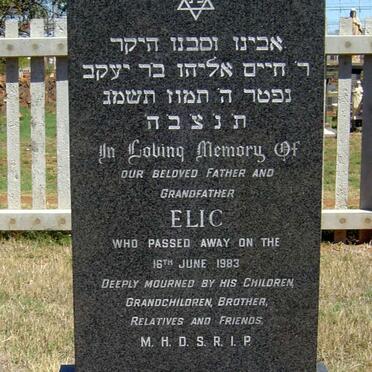 אבינו וסבנו היקר
ר׳ חיים אליהו בר יעקב
נפטר ה׳ תמוז תשמג
ת נ צ ב ה
In Loving Memory Of
OUR BELOVED FATHER AND
GRANDFATHER
ELIC
WHO PASSED AWAY ON THE
16TH JUNE 1983
DEEPLY MOURNED BY HIS CHILDREN,
GRANDCHILDREN, BROTHER,
RELATIVES AND FRIENDS.
M. H. D. S. R. I. P.